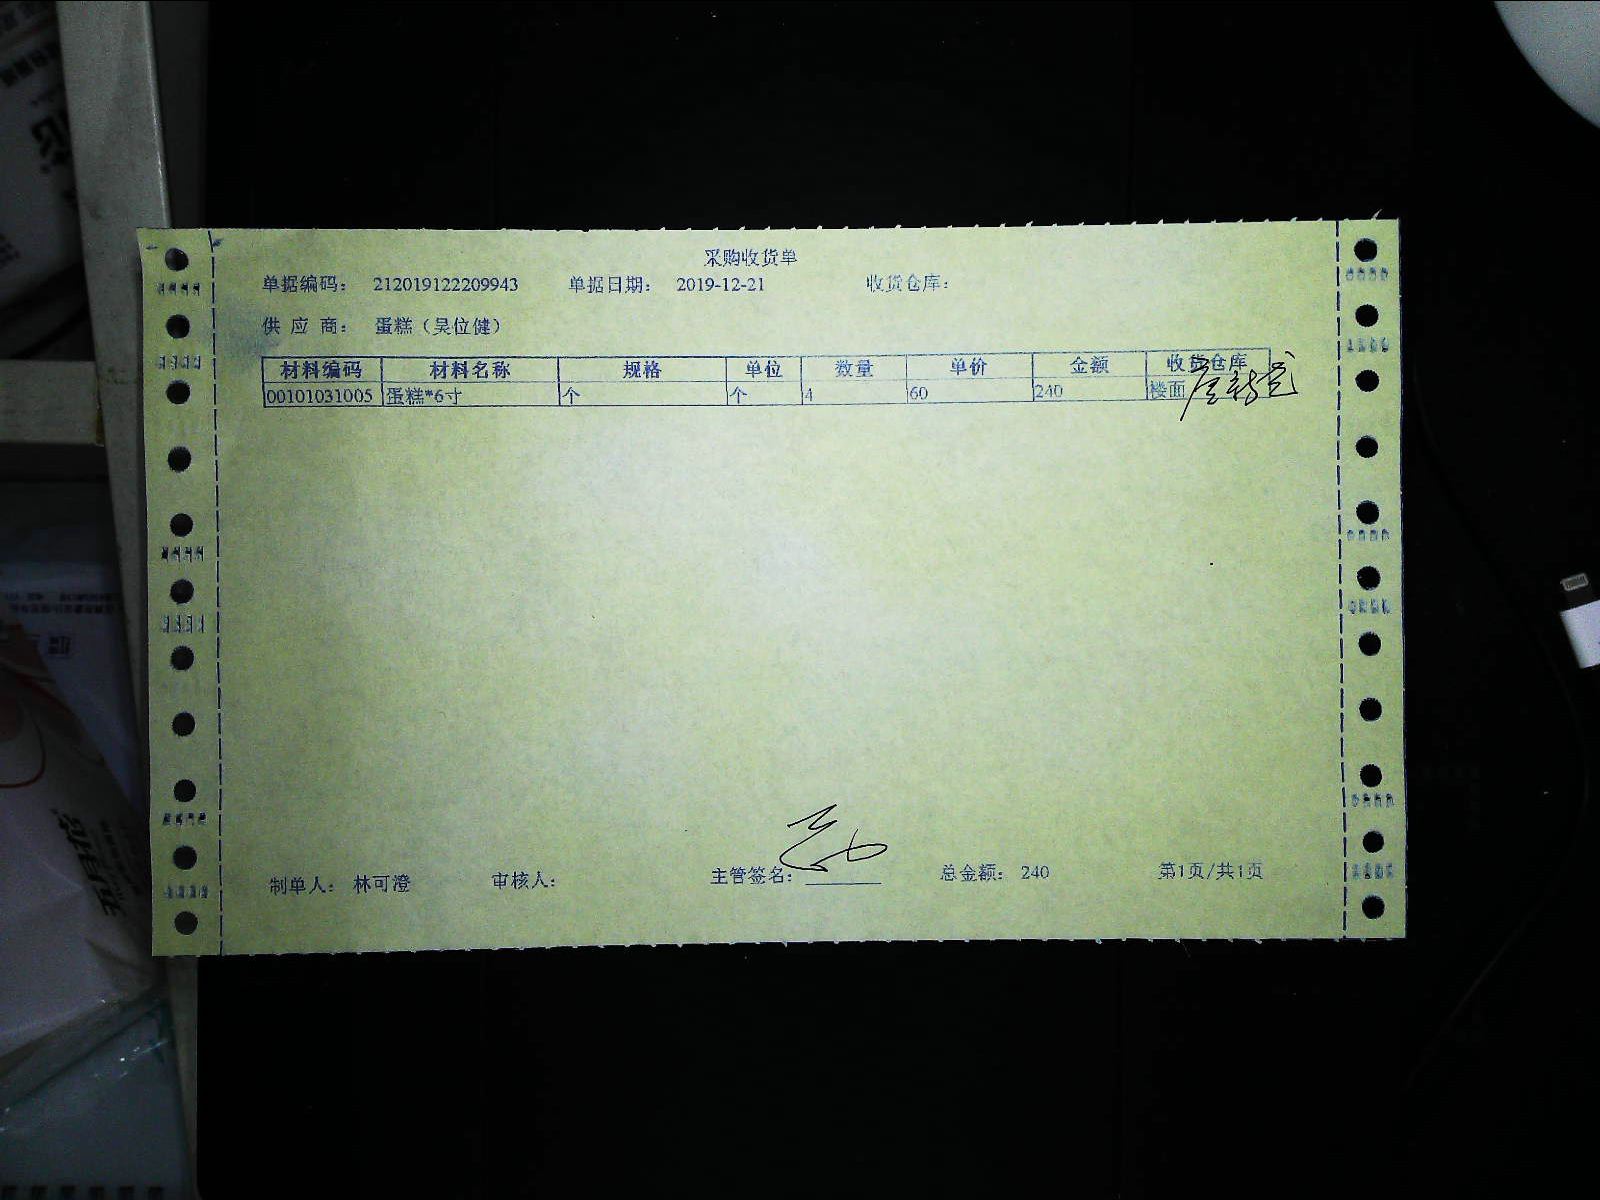 采购收货单
单据编码： 212019122209943 单据日期： 2019-12-21 收货仓库：
供 应 商： 蛋糕（吴位健）
材料编码 材料名称 规格 单位 数量 单价 金额 收货仓库
00101031005 蛋糕*6寸 个 个 4 60 240 楼面
制单人： 林可澄 审核人： 主管签名： 总金额： 240 第1页/共1页